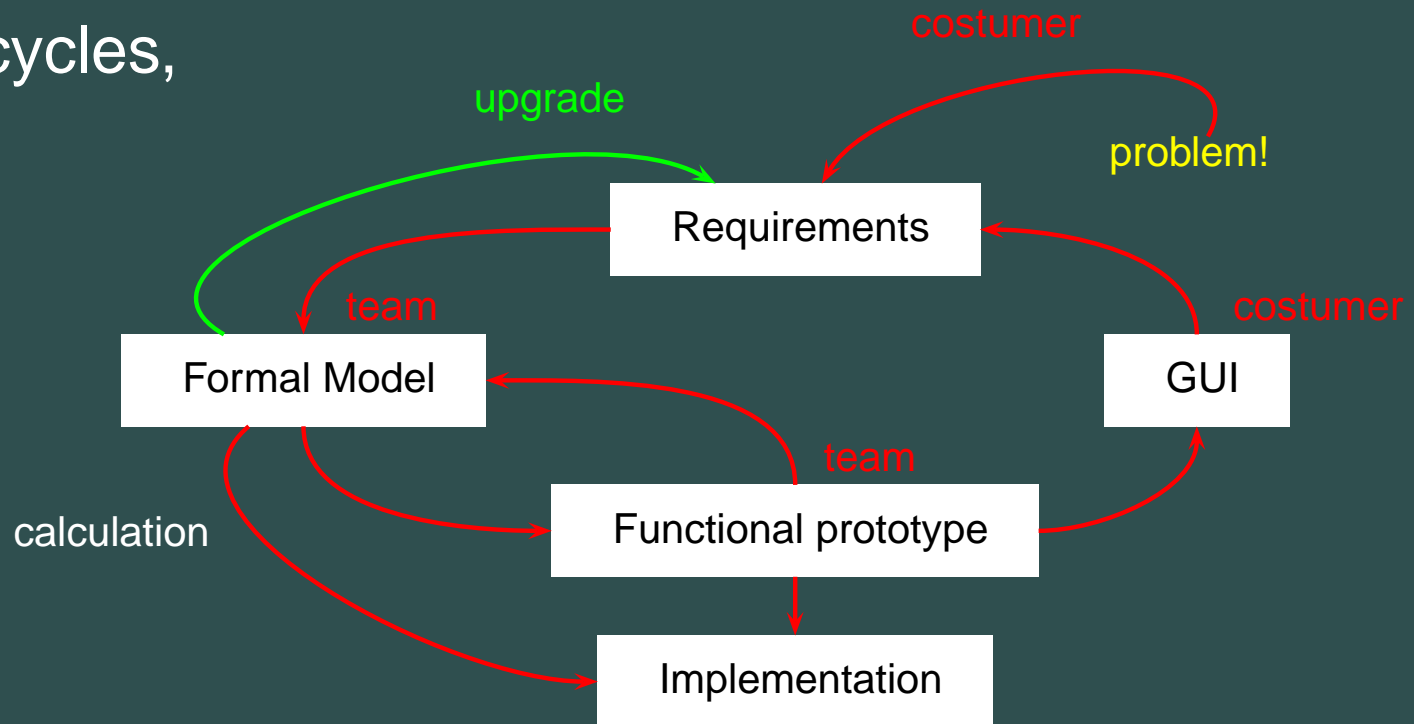 costumer
cycles,
upgrade
problem!
Requirements
team
costumer
Formal Model
GUI
team
calculation
Functional prototype
Implementation